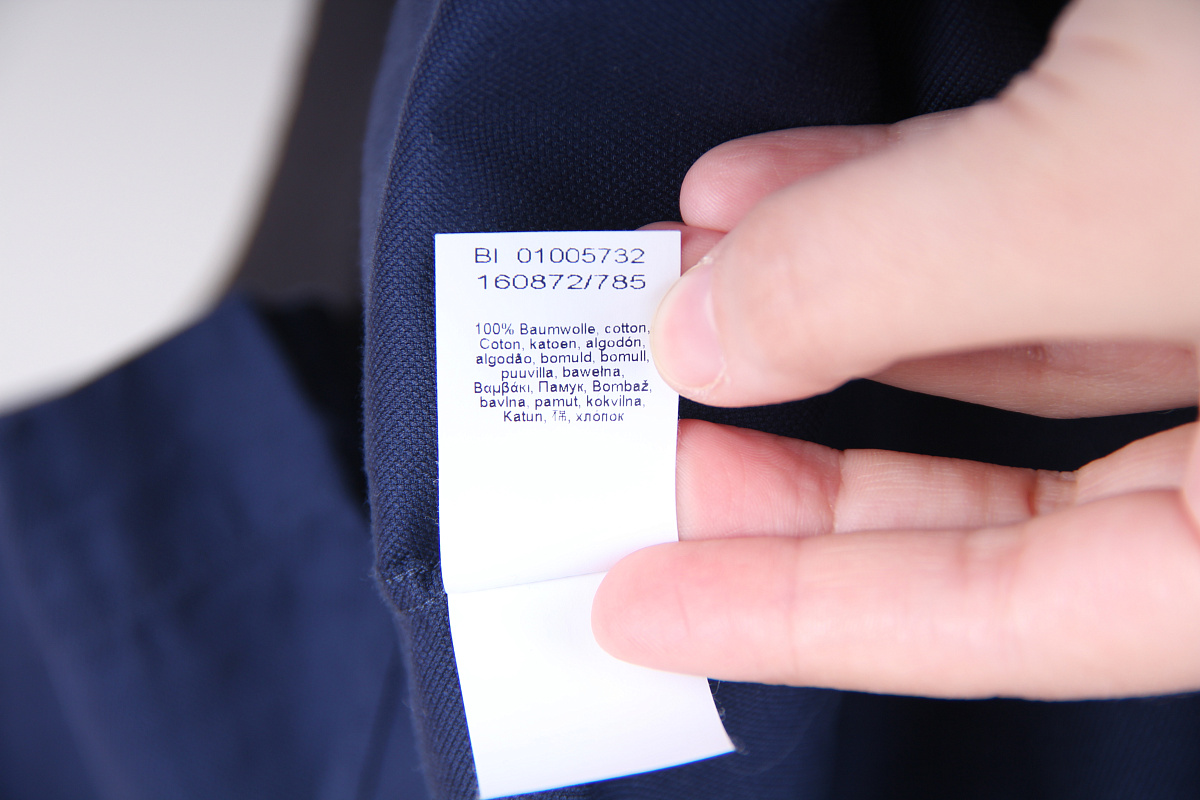 BI 01005732
160872/785
100% Baumwolle, cotton,
Coton, katoen, algodón,
algodão, bomuld, bomull,
puuvilla, bawełna,
Βαμβάκι, Памук, Bombaž,
bavlna, pamut, kokvilna,
Katun, 棉, хлопок